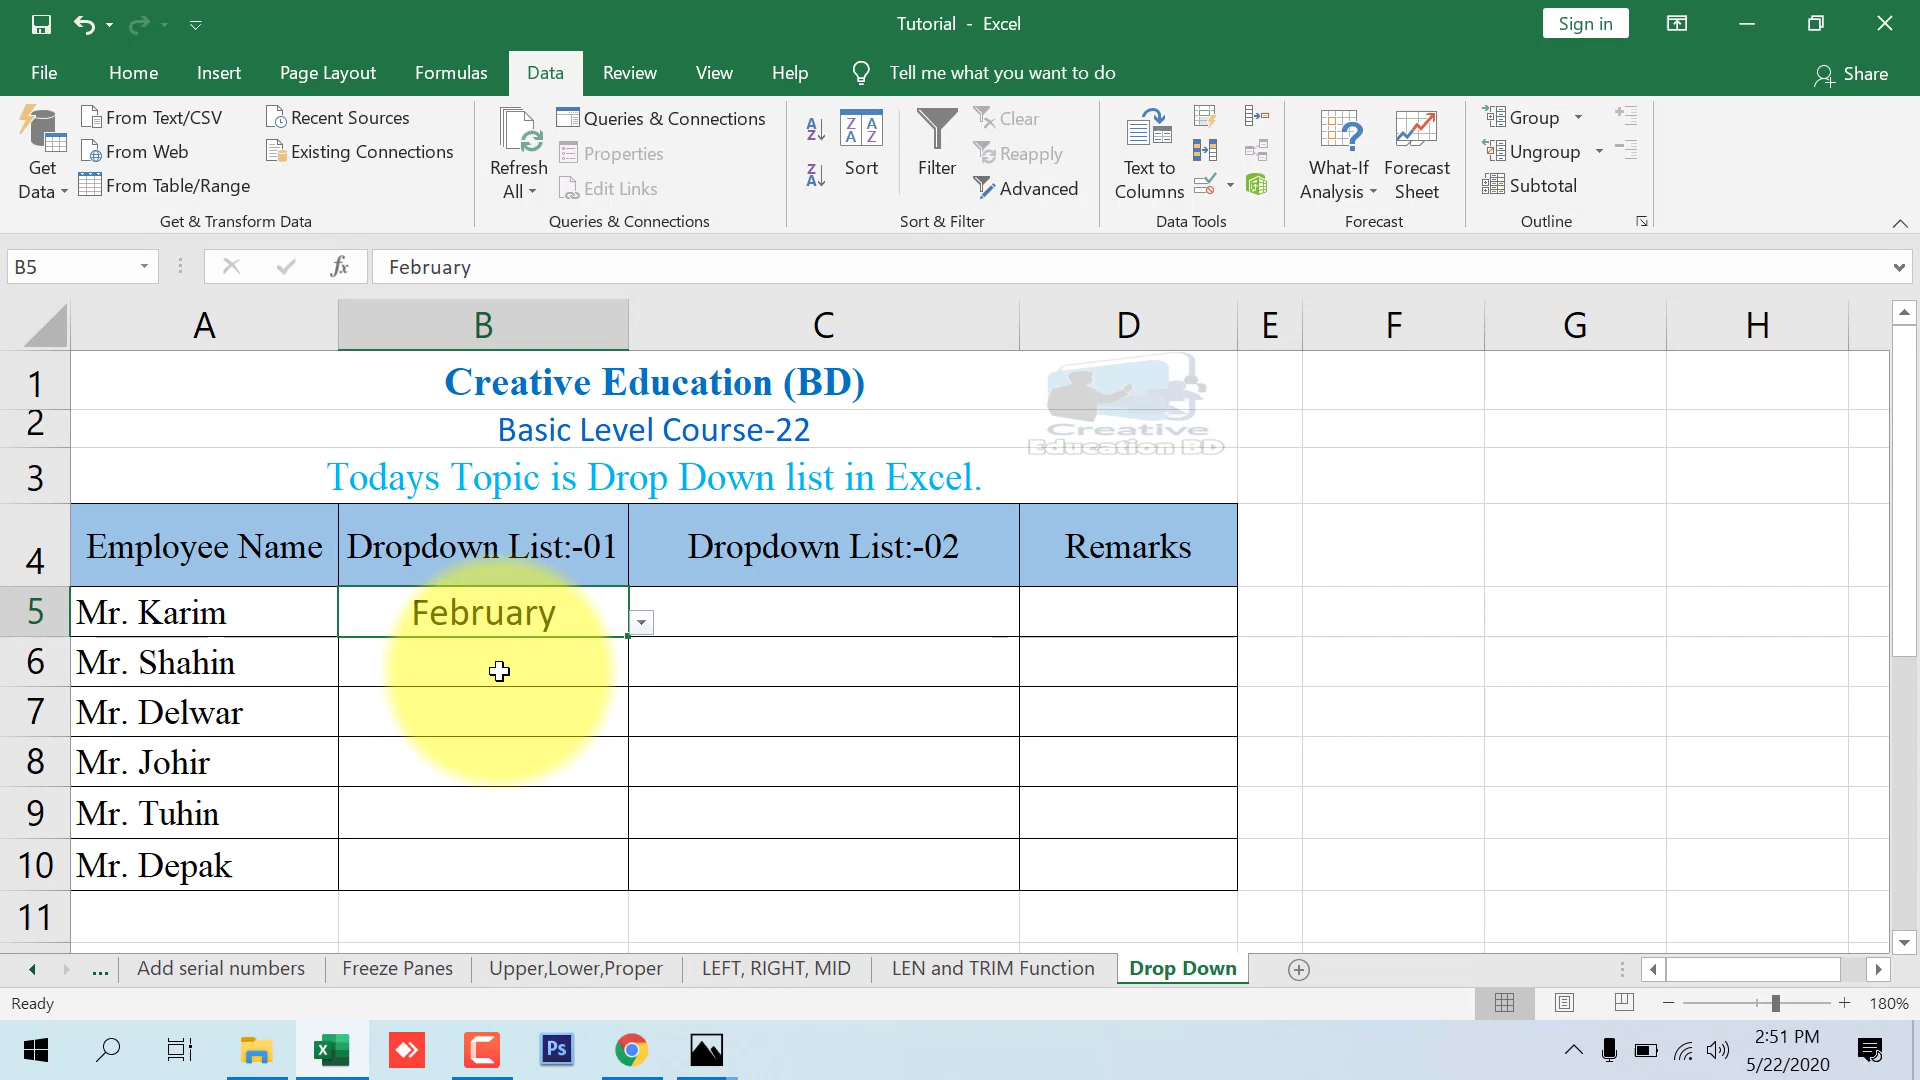 Tutorial - Excel
Sign in
File Home Insert Page Layout Formulas Data Review View Help Tell me what you want to do Share
Get Data
From Text/CSV
From Web
From Table/Range
Recent Sources
Existing Connections
Get & Transform Data
Refresh All
Queries & Connections
Properties
Edit Links
Queries & Connections
Sort
Filter
Clear
Reapply
Advanced
Sort & Filter
Text to Columns
Data Tools
What-If Analysis
Forecast Sheet
Forecast
Group
Ungroup
Subtotal
Outline
B5 fx February
A B C D E F G H
1 Creative Education (BD)
Creative
Education BD
2 Basic Level Course-22
3 Todays Topic is Drop Down list in Excel.
4 Employee Name Dropdown List:-01 Dropdown List:-02 Remarks
5 Mr. Karim February
6 Mr. Shahin
7 Mr. Delwar
8 Mr. Johir
9 Mr. Tuhin
10 Mr. Depak
11
... Add serial numbers Freeze Panes Upper,Lower,Proper LEFT, RIGHT, MID LEN and TRIM Function Drop Down
Ready 180%
Ps
2:51 PM
5/22/2020